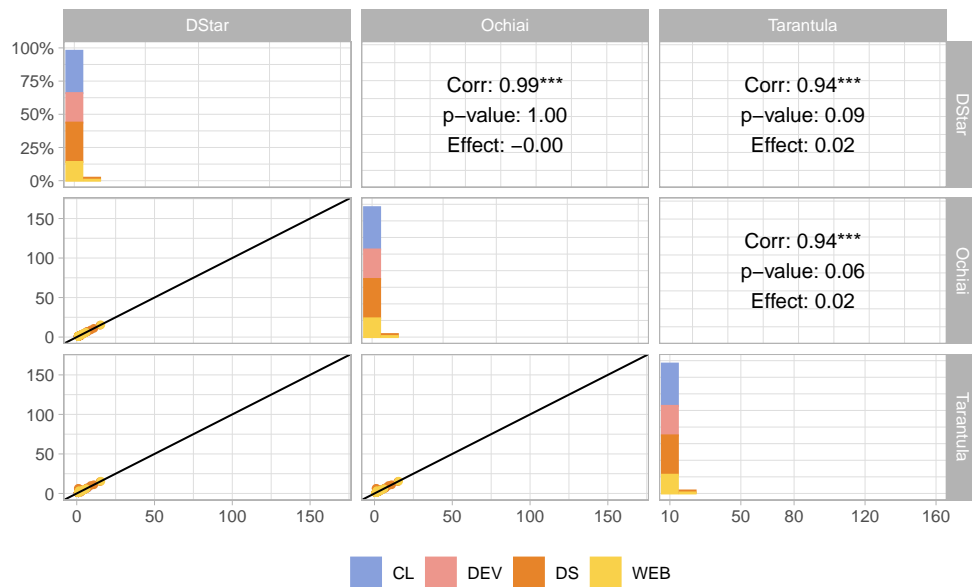 DStar
Ochiai
Tarantula
100%
75%
50%
25%
0%
Corr: 0.99***
p−value: 1.00
Effect: −0.00
Corr: 0.94***
p−value: 0.09
Effect: 0.02
DStar
150
100
50
0
Corr: 0.94***
p−value: 0.06
Effect: 0.02
Ochiai
150
100
50
0
Tarantula
0 50 100 150
0 50 100 150
10 50 80 120 160
CL DEV DS WEB